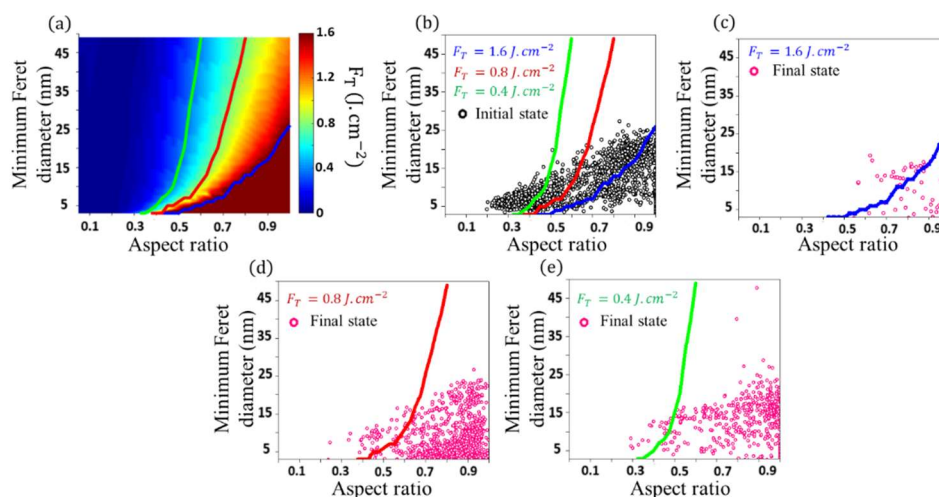 (a)
Minimum Feret
diameter (nm)
45
35
25
15
5
0.1 0.3 0.5 0.7 0.9
Aspect ratio
1.6
1.2
0.8
0.4
0
F_T (J.cm⁻²)
(b)
Minimum Feret
diameter (nm)
F_T = 1.6 J.cm⁻²
F_T = 0.8 J.cm⁻²
F_T = 0.4 J.cm⁻²
Initial state
45
35
25
15
5
0.1 0.3 0.5 0.7 0.9
Aspect ratio
(c)
Minimum Feret
diameter (nm)
F_T = 1.6 J.cm⁻²
Final state
45
35
25
15
5
0.1 0.3 0.5 0.7 0.9
Aspect ratio
(d)
Minimum Feret
diameter (nm)
F_T = 0.8 J.cm⁻²
Final state
45
35
25
15
5
0.1 0.3 0.5 0.7 0.9
Aspect ratio
(e)
Minimum Feret
diameter (nm)
F_T = 0.4 J.cm⁻²
Final state
45
35
25
15
5
0.1 0.3 0.5 0.7 0.9
Aspect ratio